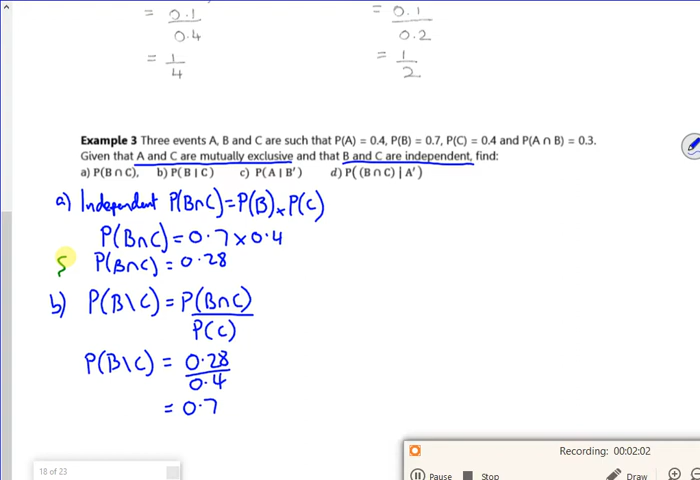 = 0.1 / 0.4
= 0.1 / 0.2
= 1/4
= 1/2
Example 3 Three events A, B and C are such that P(A) = 0.4, P(B) = 0.7, P(C) = 0.4 and P(A ∩ B) = 0.3.
Given that A and C are mutually exclusive and that B and C are independent, find:
a) P(B ∩ C), b) P(B | C) c) P(A | B′) d) P( (B ∩ C) | A′)
a) Independent P(B∩C) = P(B) × P(C)
P(B∩C) = 0.7 × 0.4
P(B∩C) = 0.28
b) P(B\C) = P(B∩C) / P(C)
P(B\C) = 0.28 / 0.4
= 0.7
18 of 23
Recording: 00:02:02
Pause Stop Draw